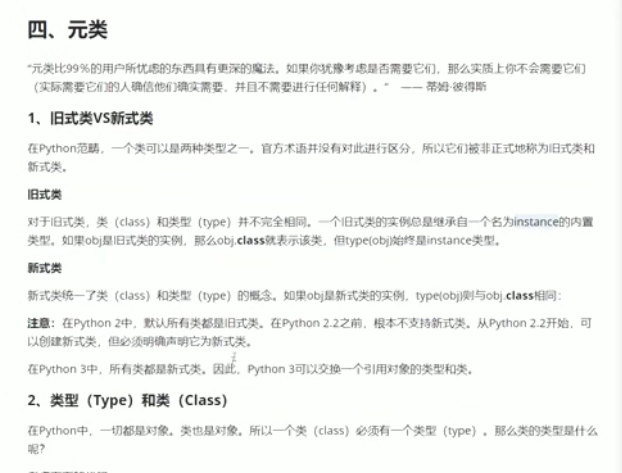 四、元类
“元类比99%的用户所忧虑的东西具有更深的魔法。如果你犹豫考虑是否需要它们，那么实质上你不会需要它们
（实际需要它们的人确信他们确实需要，并且不需要进行任何解释）。” —— 蒂姆·彼得斯
1、旧式类VS新式类
在Python范畴，一个类可以是两种类型之一。官方术语并没有对此进行区分，所以它们被非正式地称为旧式类和
新式类。
旧式类
对于旧式类，类（class）和类型（type）并不完全相同。一个旧式类的实例总是继承自一个名为instance的内置
类型。如果obj是旧式类的实例，那么obj.class就表示该类，但type(obj)始终是instance类型。
新式类
新式类统一了类（class）和类型（type）的概念。如果obj是新式类的实例，type(obj)则与obj.class相同：
注意：在Python 2中，默认所有类都是旧式类。在Python 2.2之前，根本不支持新式类。从Python 2.2开始，可
以创建新式类，但必须明确声明它为新式类。
在Python 3中，所有类都是新式类。因此，Python 3可以交换一个引用对象的类型和类。
2、类型（Type）和类（Class）
在Python中，一切都是对象。类也是对象。所以一个类（class）必须有一个类型（type）。那么类的类型是什么
呢？